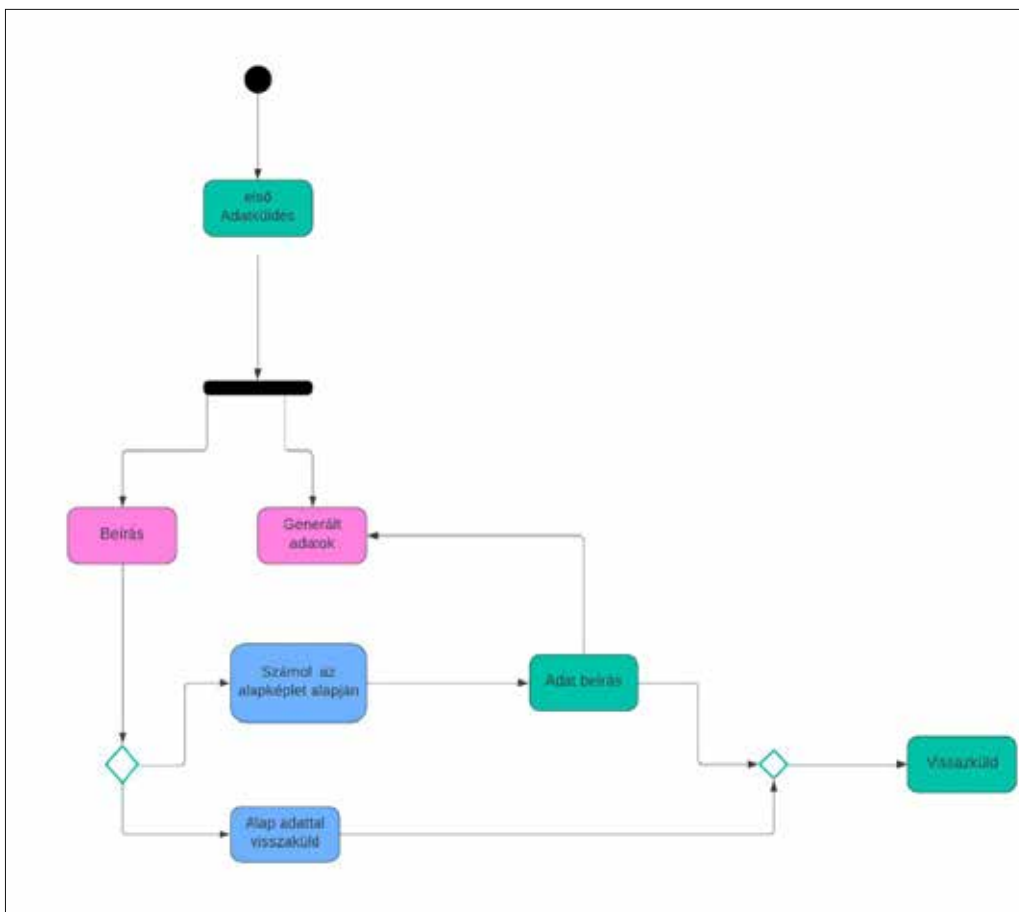 első
Adatküldés
Beírás
Generált
adatok
Számol az
alapképlet alapján
Adat beírás
Visszaküld
Alap adattal
visszaküld